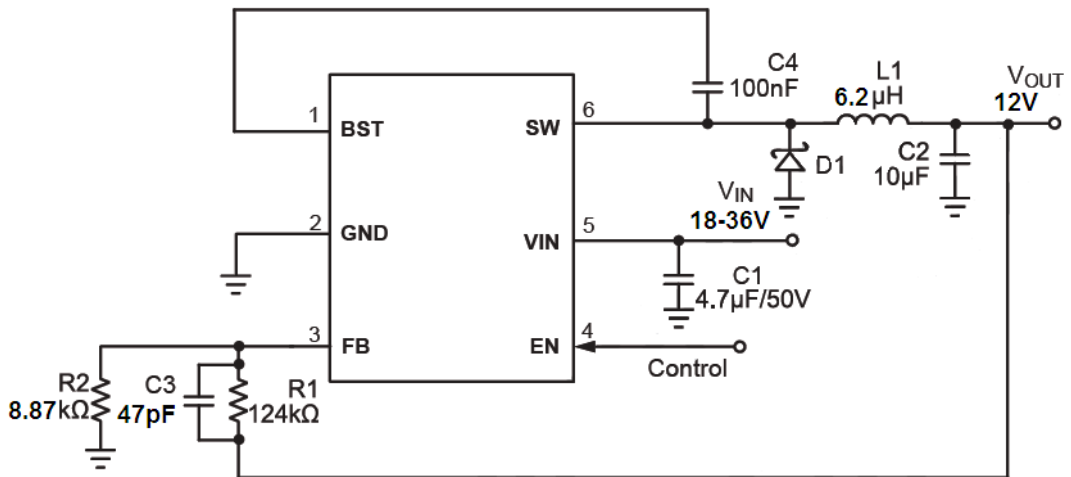 C4
100nF
L1
6.2µH
VOUT
12V
1
BST
SW
6
C2
10µF
D1
VIN
18-36V
2
GND
VIN
5
C1
4.7µF/50V
3
FB
EN
4
Control
R2
8.87kΩ
C3
47pF
R1
124kΩ